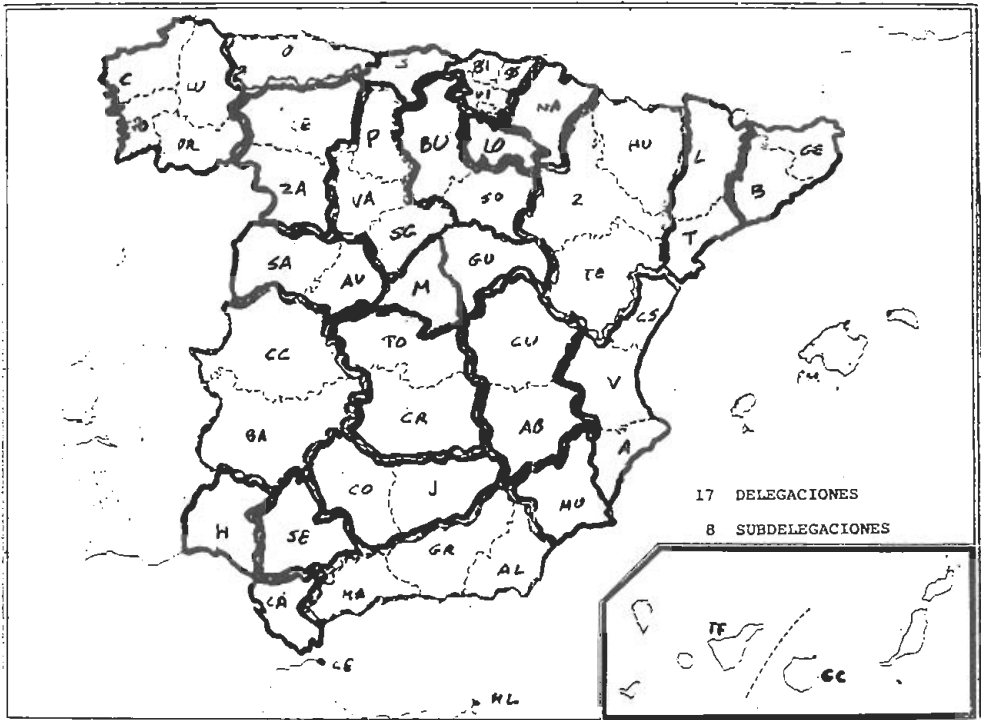 O
S
BI
SS
VI
C
LU
PO
OR
LE
P
BU
LO
NA
HU
L
GE
B
ZA
VA
SO
Z
T
SG
SA
AV
M
GU
TE
CS
CC
TO
CU
V
PM
BA
CR
AB
A
H
SE
CO
J
MU
GR
AL
CA
MA
CE
ML
17 DELEGACIONES
8 SUBDELEGACIONES
TF
GC